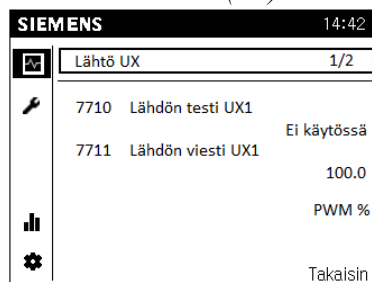 SIEMENS 14:42
Lähtö UX 1/2
7710 Lähdön testi UX1
Ei käytössä
7711 Lähdön viesti UX1
100.0
PWM %
Takaisin